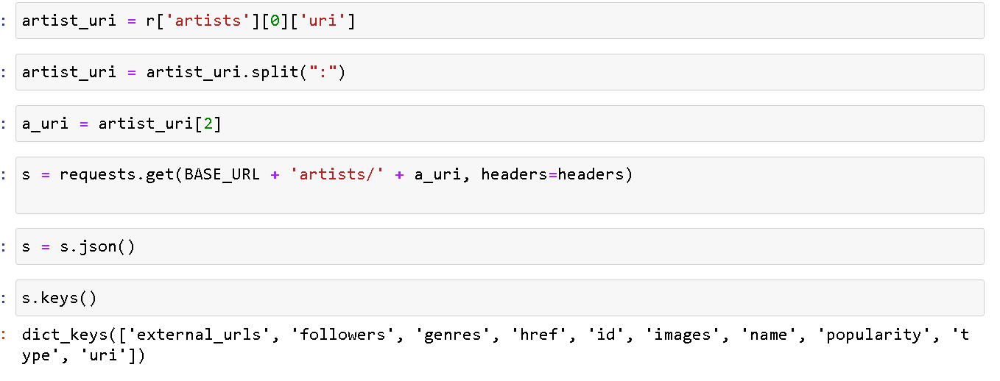 : artist_uri = r['artists'][0]['uri']
: artist_uri = artist_uri.split(":")
: a_uri = artist_uri[2]
: s = requests.get(BASE_URL + 'artists/' + a_uri, headers=headers)
: s = s.json()
: s.keys()
: dict_keys(['external_urls', 'followers', 'genres', 'href', 'id', 'images', 'name', 'popularity', 't
ype', 'uri'])